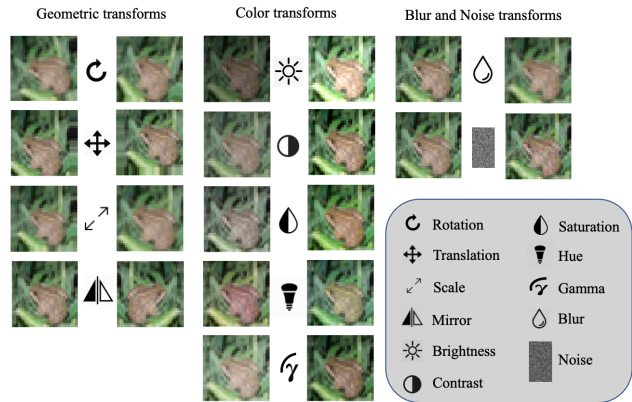 Geometric transforms
Color transforms
Blur and Noise transforms
γ
Rotation
Translation
Scale
Mirror
Brightness
Contrast
Saturation
Hue
γ Gamma
Blur
Noise